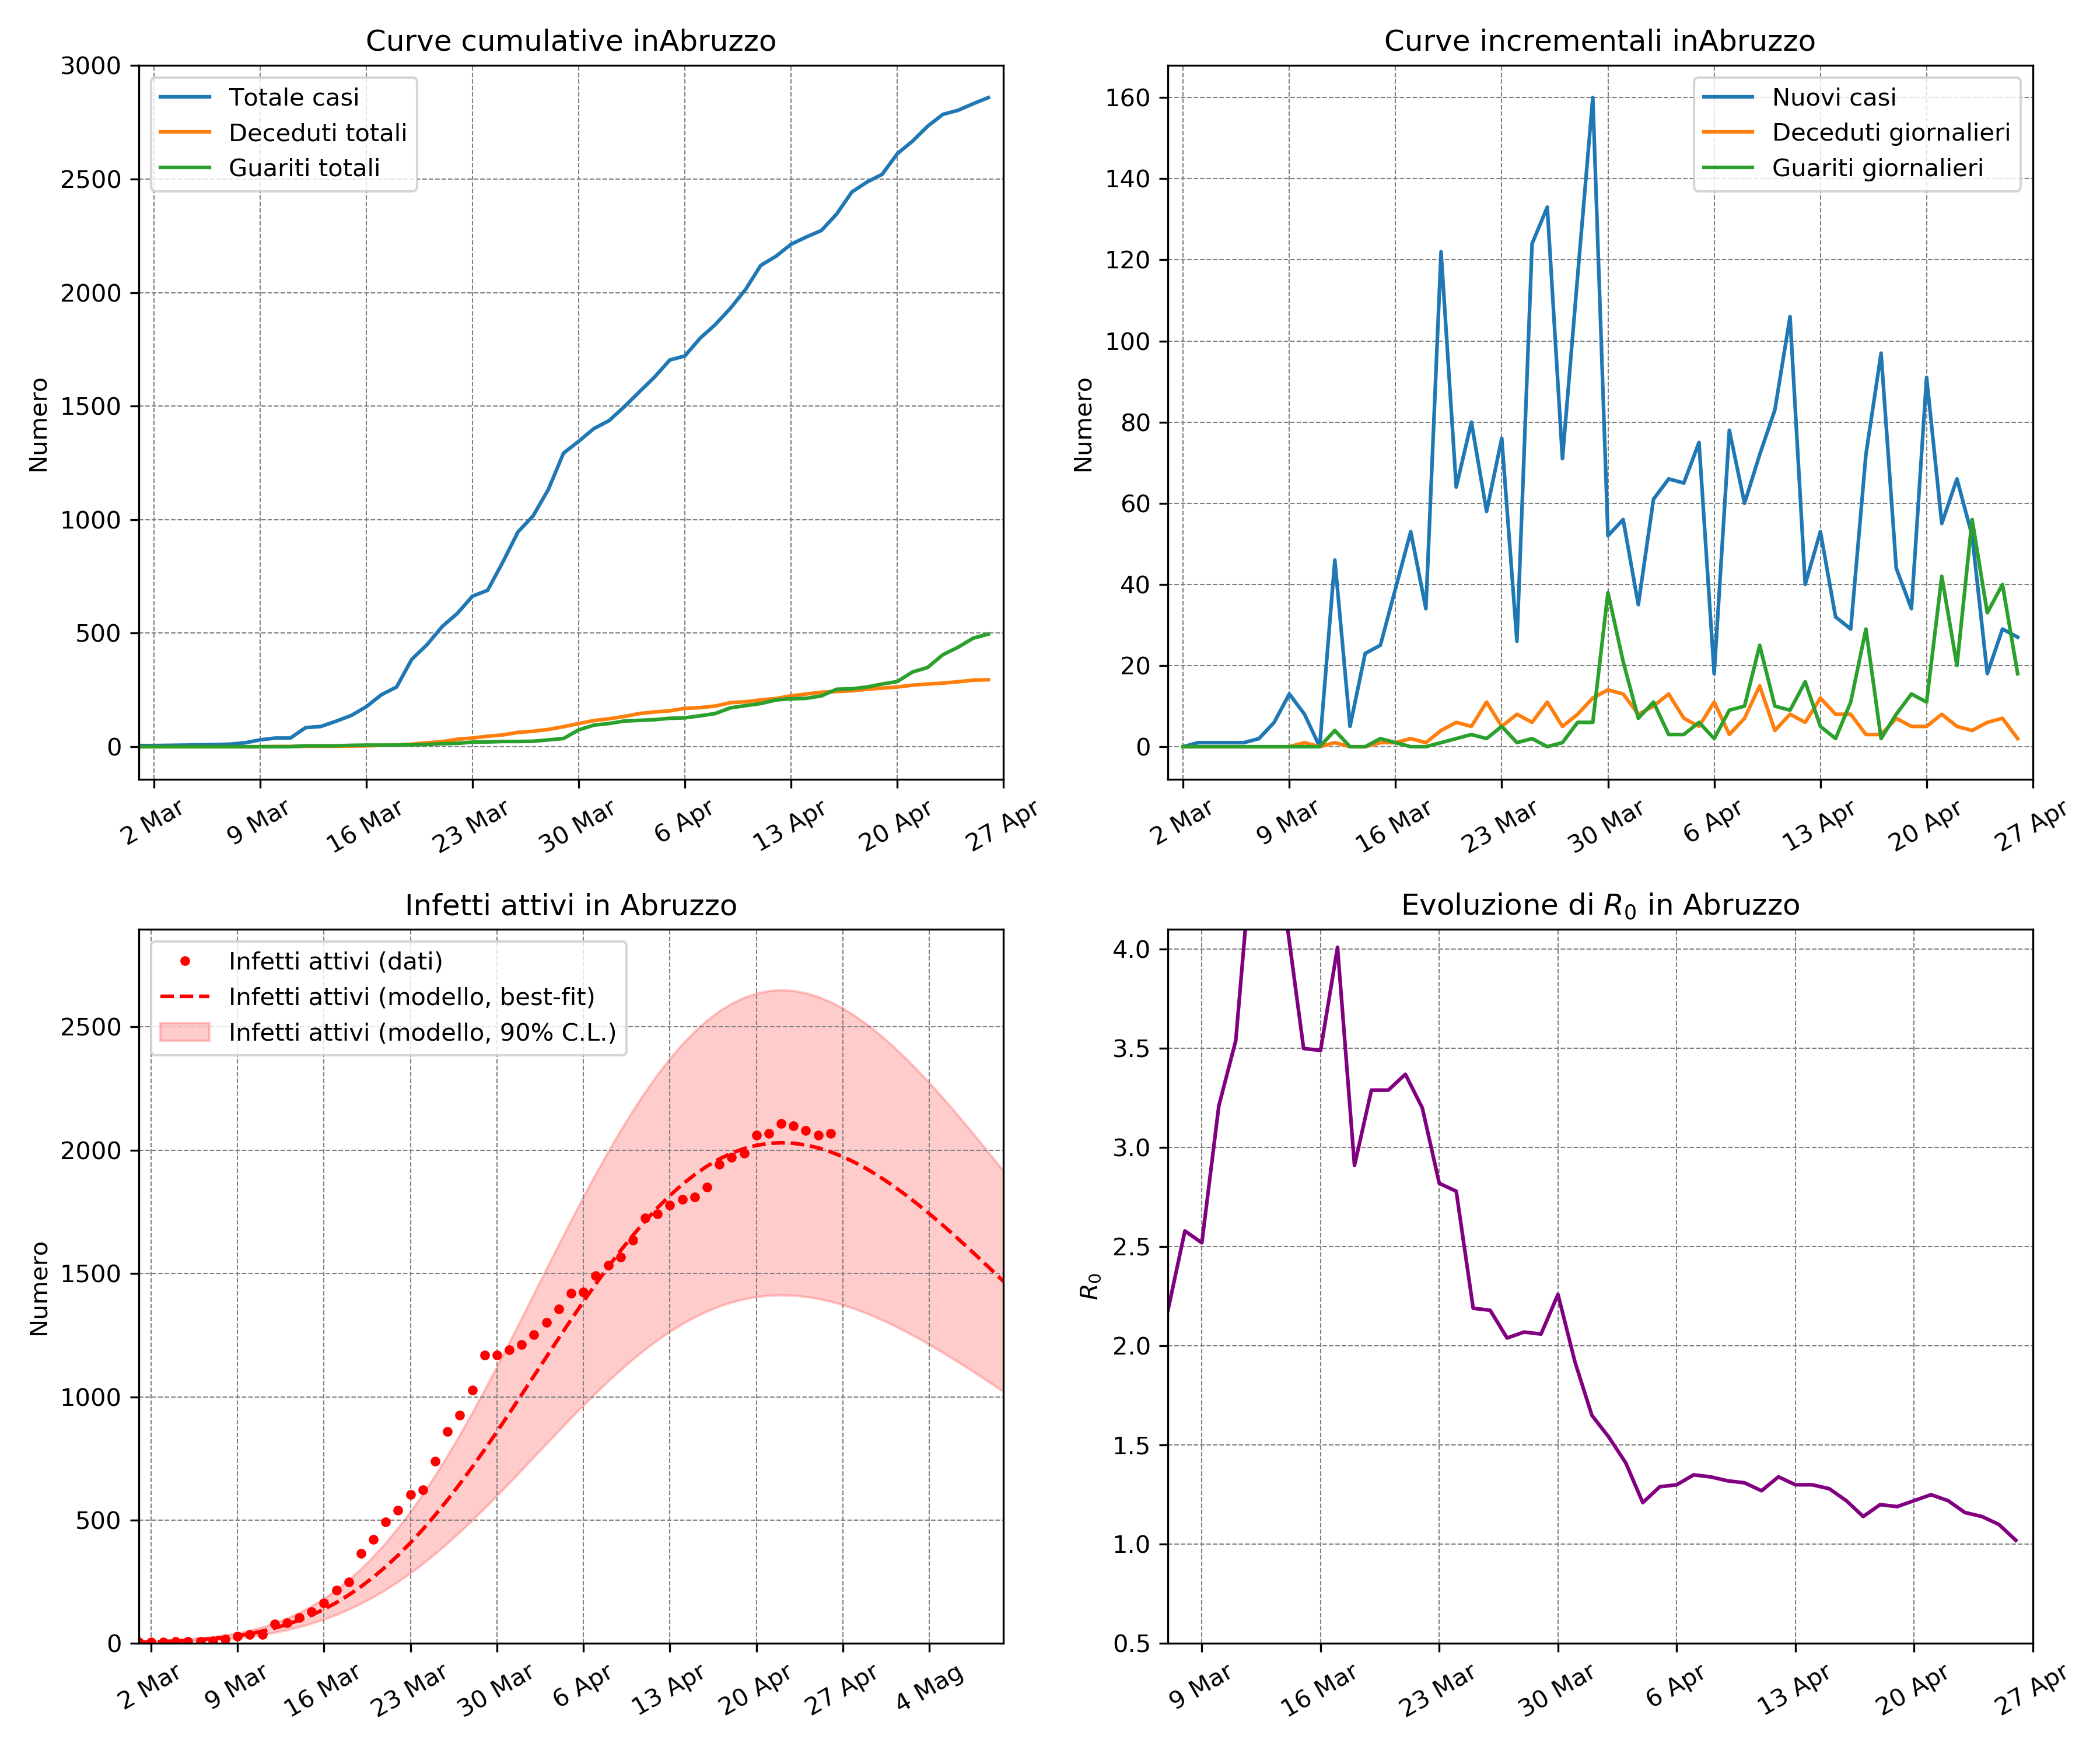 Curve cumulative inAbruzzo
3000
2500
2000
1500
1000
500
0
Numero
Totale casi
Deceduti totali
Guariti totali
2 Mar
9 Mar
16 Mar
23 Mar
30 Mar
6 Apr
13 Apr
20 Apr
27 Apr
Curve incrementali inAbruzzo
160
140
120
100
80
60
40
20
0
Numero
Nuovi casi
Deceduti giornalieri
Guariti giornalieri
2 Mar
9 Mar
16 Mar
23 Mar
30 Mar
6 Apr
13 Apr
20 Apr
27 Apr
Infetti attivi in Abruzzo
2500
2000
1500
1000
500
0
Numero
Infetti attivi (dati)
Infetti attivi (modello, best-fit)
Infetti attivi (modello, 90% C.L.)
2 Mar
9 Mar
16 Mar
23 Mar
30 Mar
6 Apr
13 Apr
20 Apr
27 Apr
4 Mag
Evoluzione di R₀ in Abruzzo
4.0
3.5
3.0
2.5
2.0
1.5
1.0
0.5
R₀
9 Mar
16 Mar
23 Mar
30 Mar
6 Apr
13 Apr
20 Apr
27 Apr